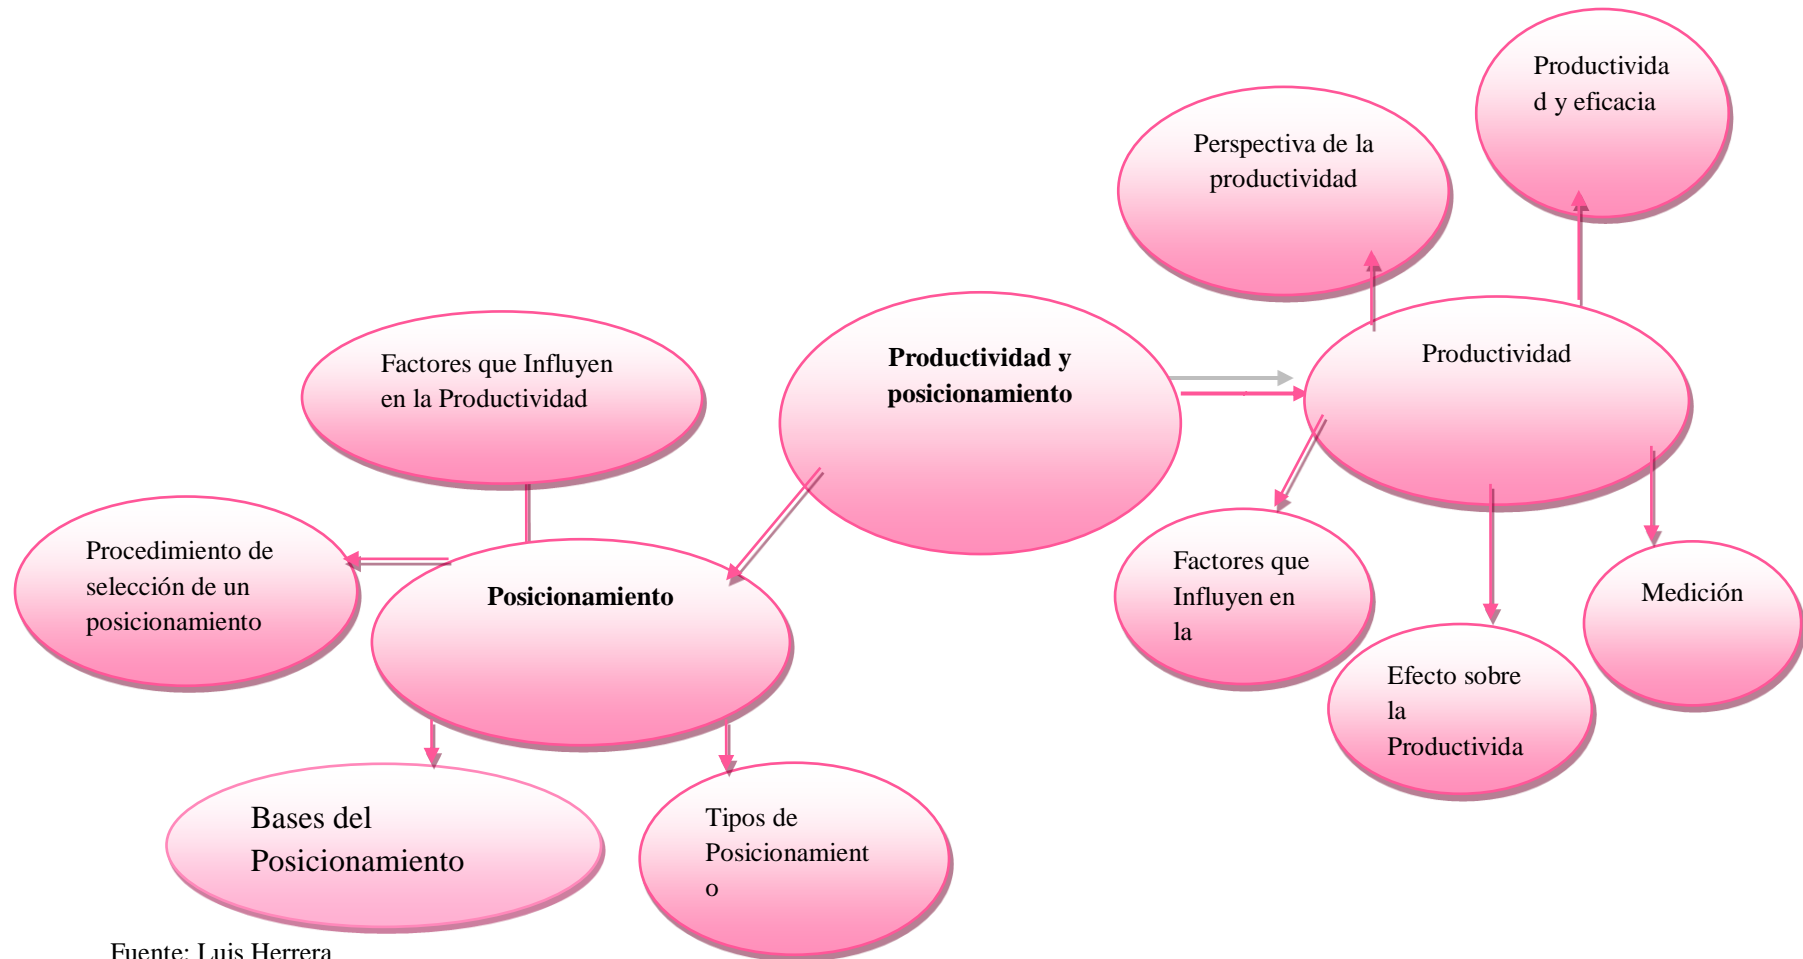 Productivida
d y eficacia
Perspectiva de la
productividad
Productividad y
posicionamiento
Productividad
Factores que Influyen
en la Productividad
Procedimiento de
selección de un
posicionamiento
Posicionamiento
Factores que
Influyen en
la
Medición
Efecto sobre
la
Productivida
Bases del
Posicionamiento
Tipos de
Posicionamient
o
Fuente: Luis Herrera